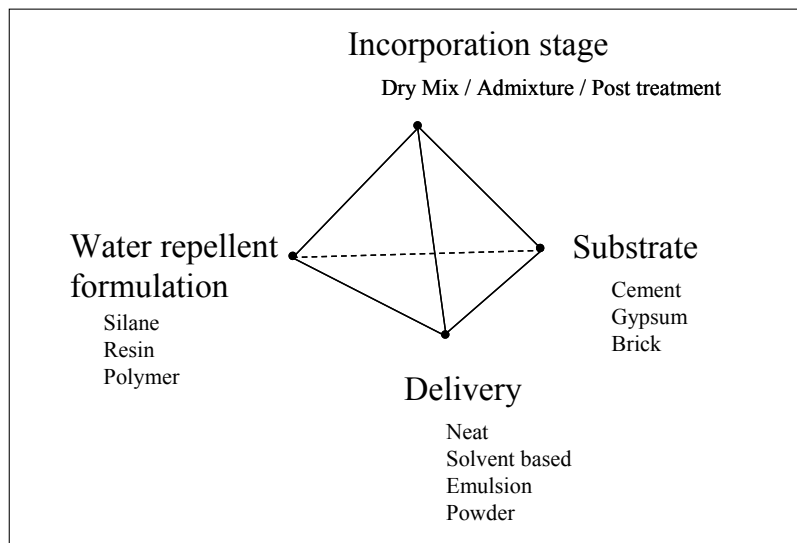 Incorporation stage
Dry Mix / Admixture / Post treatment
Water repellent
formulation
Silane
Resin
Polymer
Substrate
Cement
Gypsum
Brick
Delivery
Neat
Solvent based
Emulsion
Powder